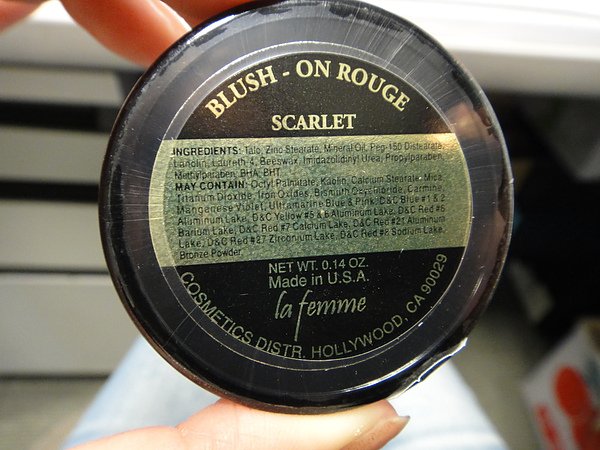 BLUSH - ON ROUGE
SCARLET
INGREDIENTS: Talc, Zinc Stearate, Mineral Oil, Peg-150 Distearate,
Lanolin, Laureth 4, Beeswax, Imidazolidinyl Urea, Propylparaben,
Methylparaben, BHA, BHT
MAY CONTAIN: Octyl Palmitate, Kaolin, Calcium Stearate, Mica,
Titanium Dioxide, Iron Oxides, Bismuth Oxychloride, Carmine,
Manganese Violet, Ultramarine Blue & Pink, C&C Blue #1 & 2
Aluminum Lake, D&C Yellow #5 & 6 Aluminum Lake, D&C Red #6
Barium Lake, D&C Red #7 Calcium Lake, D&C Red #21 Aluminum
Lake, D&C Red #27 Zirconium Lake, D&C Red #8 Sodium Lake,
Bronze Powder.
NET WT. 0.14 OZ.
Made in U.S.A.
la femme
COSMETICS DISTR. HOLLYWOOD, CA 90029